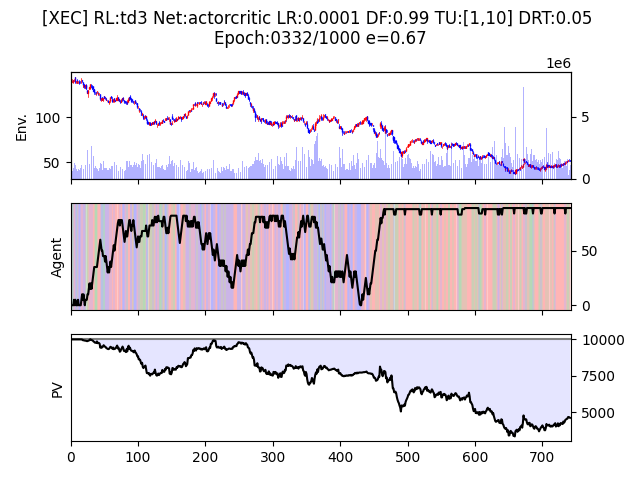 [XEC] RL:td3 Net:actorcritic LR:0.0001 DF:0.99 TU:[1,10] DRT:0.05
Epoch:0332/1000 e=0.67
1e6
Env.
100
50
5
0
Agent
50
0
PV
10000
7500
5000
0 100 200 300 400 500 600 700